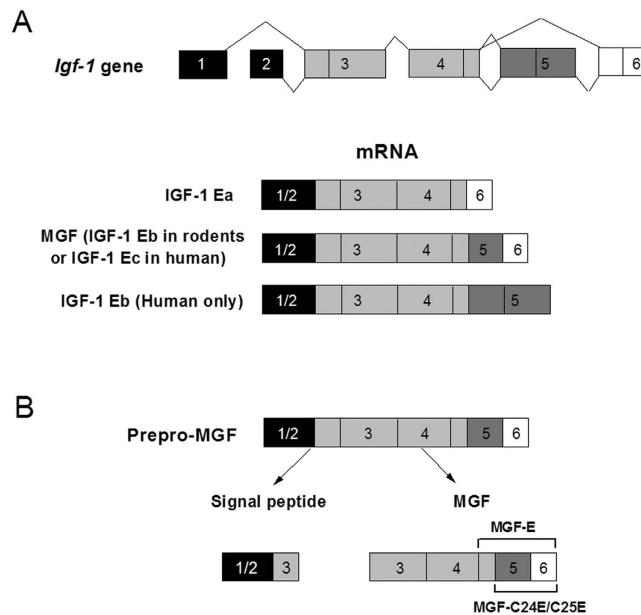 A
Igf-1 gene
1 2 3 4 5 6
mRNA
IGF-1 Ea
1/2 3 4 6
MGF (IGF-1 Eb in rodents
or IGF-1 Ec in human)
1/2 3 4 5 6
IGF-1 Eb (Human only)
1/2 3 4 5
B
Prepro-MGF
1/2 3 4 5 6
Signal peptide MGF
MGF-E
1/2 3 3 4 5 6
MGF-C24E/C25E